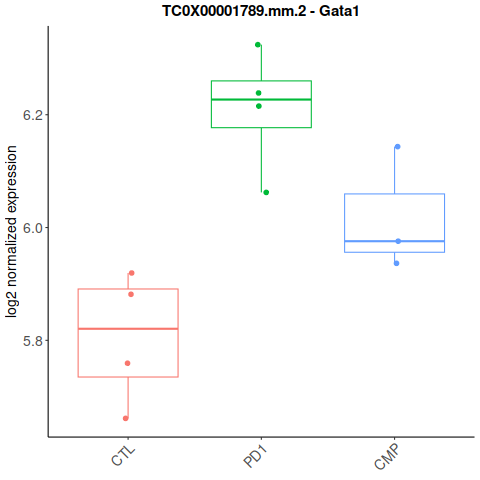 TC0X00001789.mm.2 - Gata1
log2 normalized expression
6.2
6.0
5.8
CTL
PD1
CMP